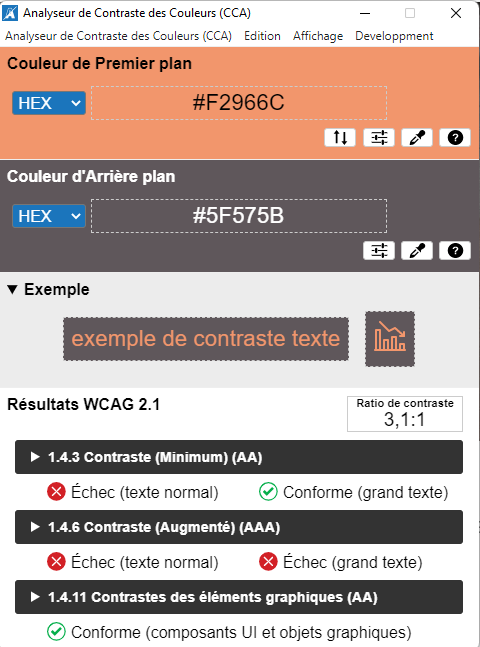 Analyseur de Contraste des Couleurs (CCA)
Analyseur de Contraste des Couleurs (CCA) Edition Affichage Developpment
Couleur de Premier plan
HEX #F2966C
Couleur d'Arrière plan
HEX #5F575B
▼ Exemple
exemple de contraste texte
Résultats WCAG 2.1
Ratio de contraste
3,1:1
1.4.3 Contraste (Minimum) (AA)
Échec (texte normal) Conforme (grand texte)
1.4.6 Contraste (Augmenté) (AAA)
Échec (texte normal) Échec (grand texte)
1.4.11 Contrastes des éléments graphiques (AA)
Conforme (composants UI et objets graphiques)